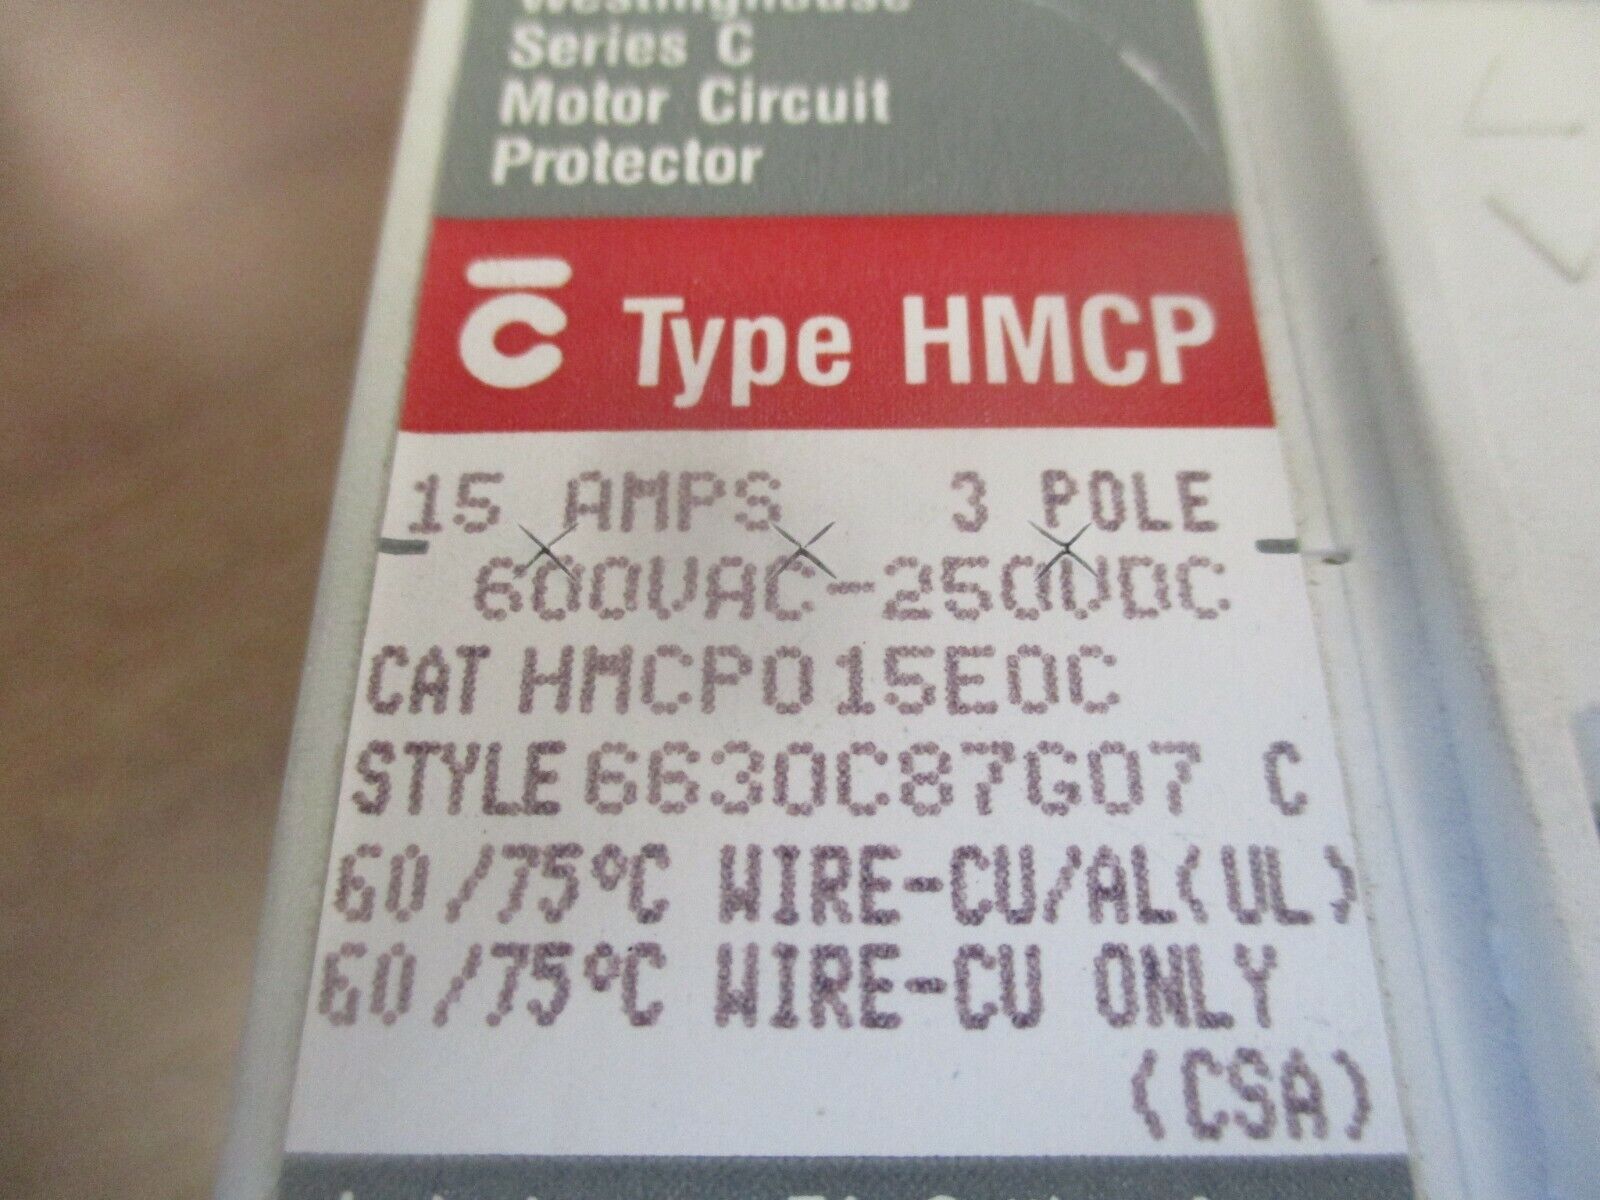 Westinghouse
Series C
Motor Circuit
Protector
C Type HMCP
15 AMPS 3 POLE
600VAC-250VDC
CAT HMCP015E0C
STYLE 6630C87G07 C
60/75°C WIRE-CU/AL(UL)
60/75°C WIRE-CU ONLY
(CSA)